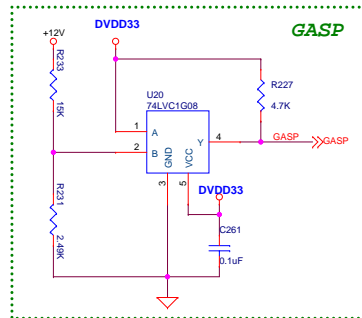 GASP
+12V
DVDD33
R233
15K
R227
4.7K
U20
74LVC1G08
1
A
2
B
Y
4
GND
VCC
3
5
GASP
GASP
DVDD33
R231
2.49K
C261
0.1uF